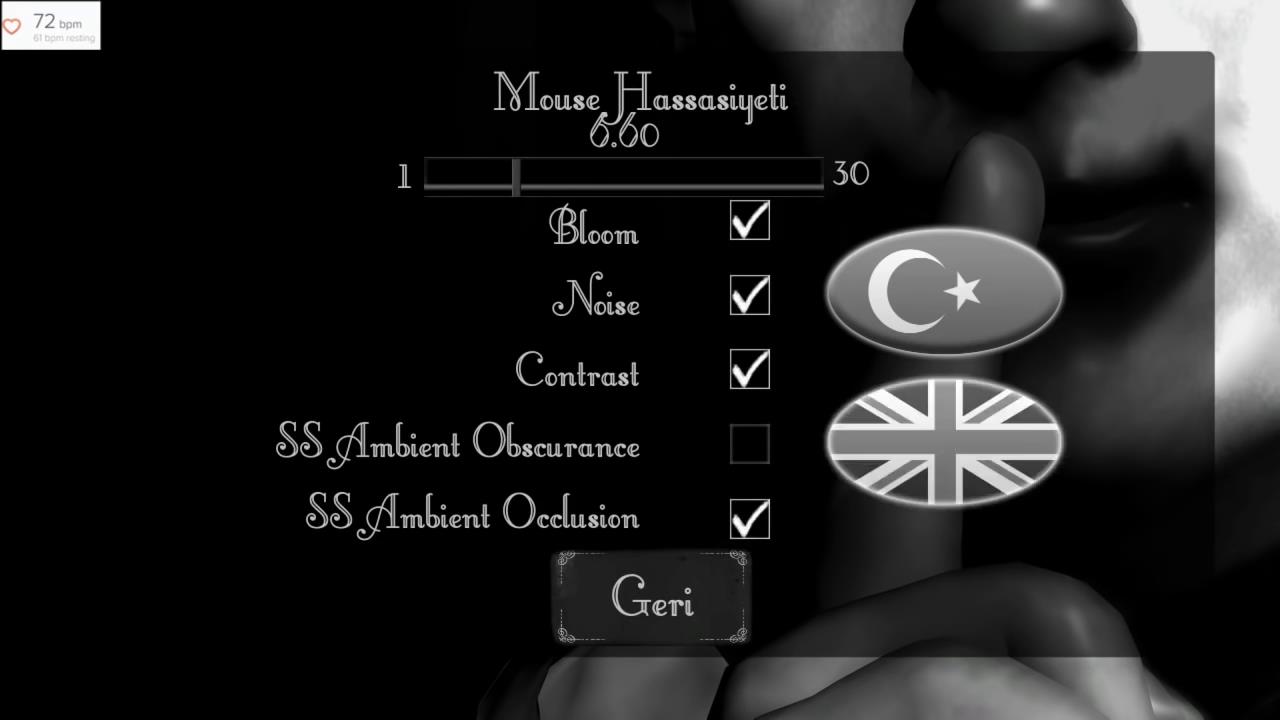 72 bpm
61 bpm resting
Mouse Hassasiyeti
6.60
1
30
Bloom
Noise
Contrast
SS Ambient Obscurance
SS Ambient Occlusion
Geri